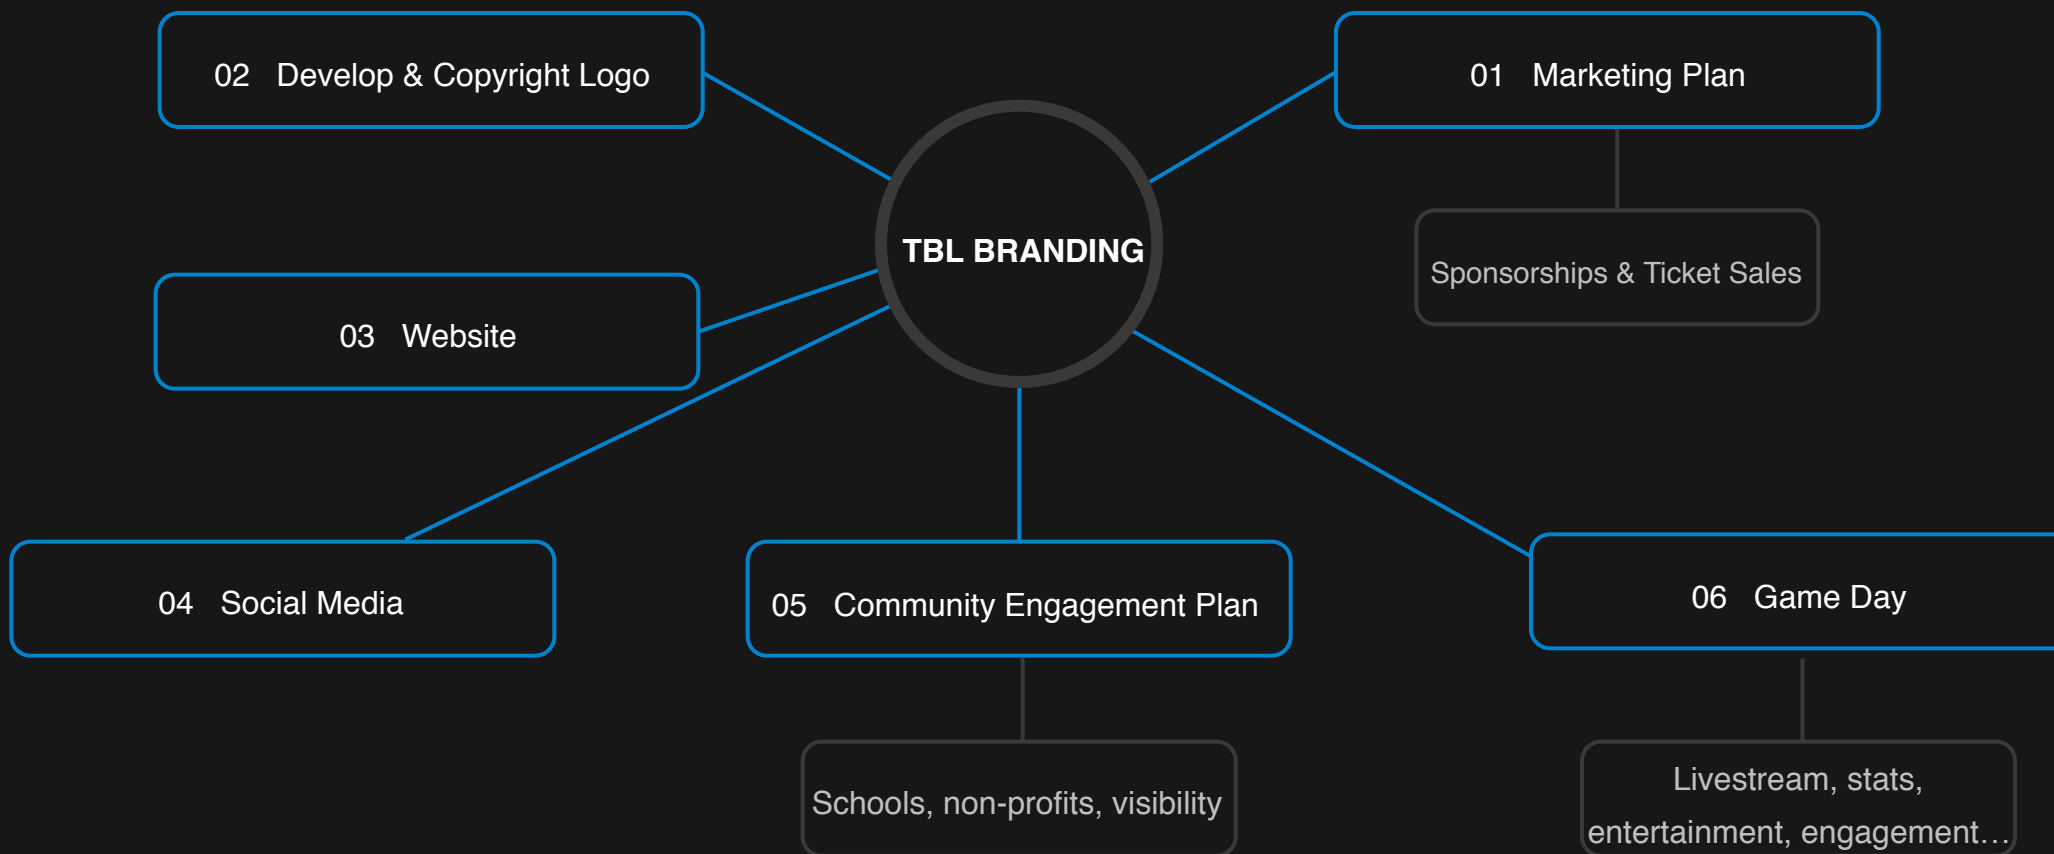 02 Develop & Copyright Logo
01 Marketing Plan
TBL BRANDING
Sponsorships & Ticket Sales
03 Website
04 Social Media
05 Community Engagement Plan
06 Game Day
Schools, non-profits, visibility
Livestream, stats,
entertainment, engagement…